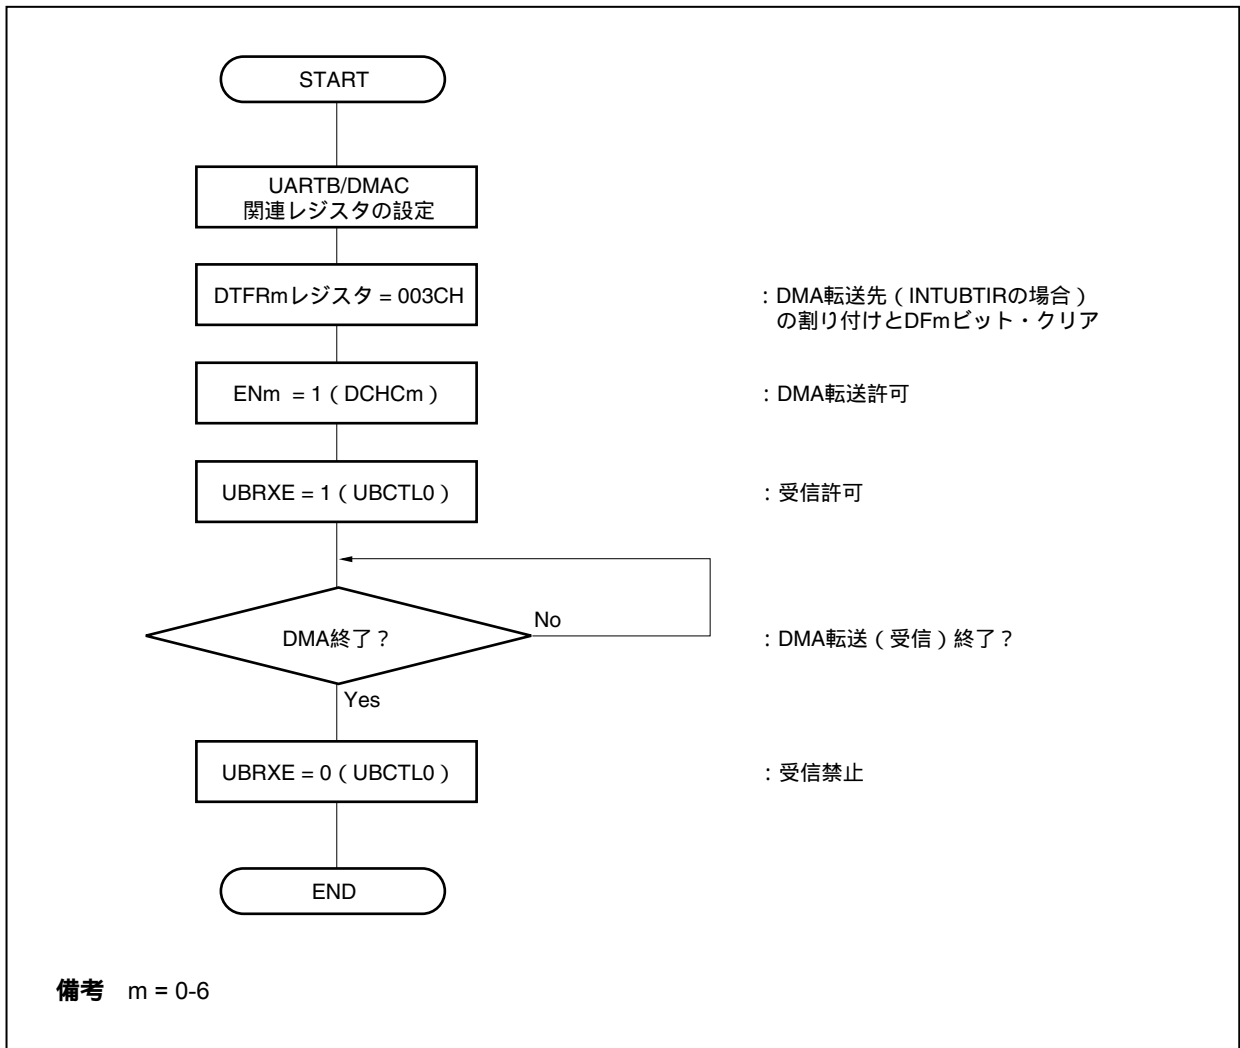 START
UARTB/DMAC
関連レジスタの設定
DTFRmレジスタ = 003CH
：DMA転送先（INTUBTIRの場合）
の割り付けとDFmビット・クリア
ENm = 1（DCHCm）
：DMA転送許可
UBRXE = 1（UBCTL0）
：受信許可
DMA終了？
No
：DMA転送（受信）終了？
Yes
UBRXE = 0（UBCTL0）
：受信禁止
END
備考 m = 0-6